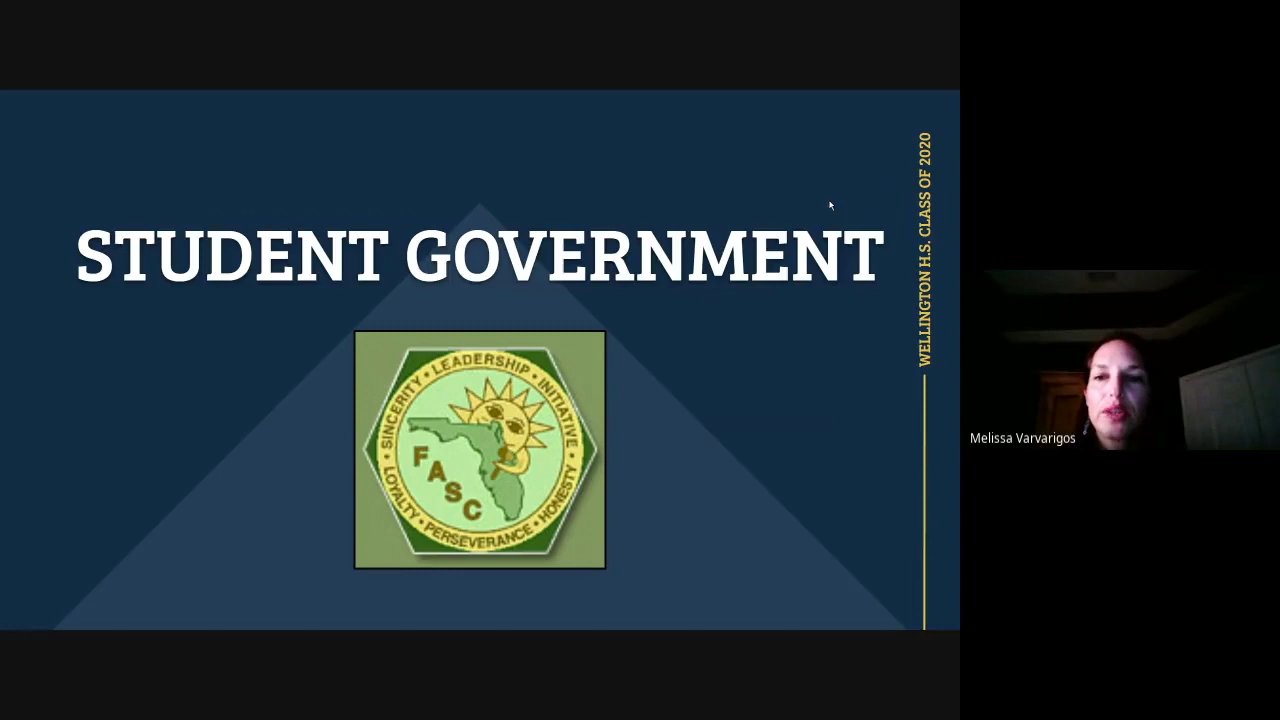 STUDENT GOVERNMENT
WELLINGTON H.S. CLASS OF 2020
SINCERITY • LEADERSHIP • INITIATIVE • HONESTY • PERSEVERANCE • LOYALTY •
FASC
Melissa Varvarigos